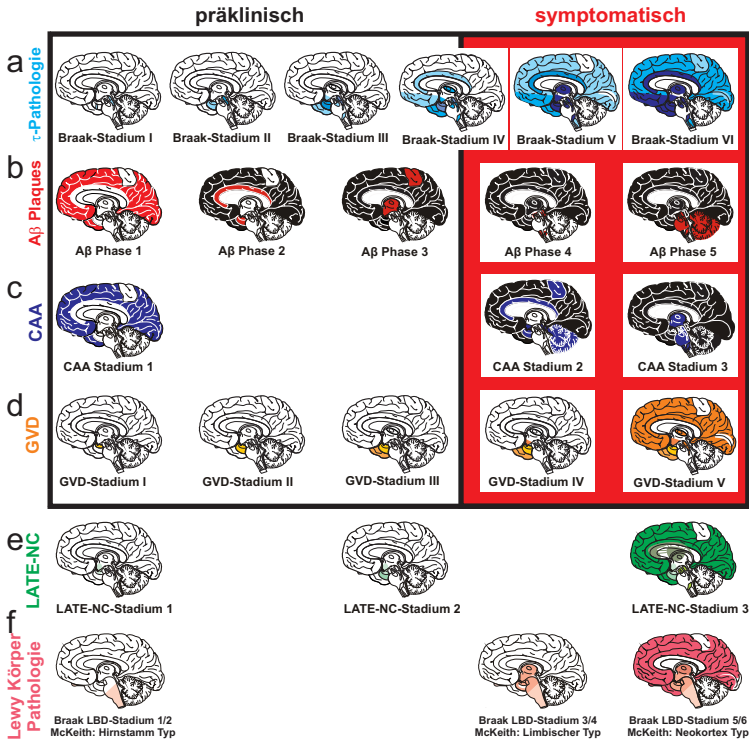 präklinisch
symptomatisch
a
τ-Pathologie
Braak-Stadium I
Braak-Stadium II
Braak-Stadium III
Braak-Stadium IV
Braak-Stadium V
Braak-Stadium VI
b
Aβ Plaques
Aβ Phase 1
Aβ Phase 2
Aβ Phase 3
Aβ Phase 4
Aβ Phase 5
c
CAA
CAA Stadium 1
CAA Stadium 2
CAA Stadium 3
d
GVD
GVD-Stadium I
GVD-Stadium II
GVD-Stadium III
GVD-Stadium IV
GVD-Stadium V
e
LATE-NC
LATE-NC-Stadium 1
LATE-NC-Stadium 2
LATE-NC-Stadium 3
f
Lewy Körper
Pathologie
Braak LBD-Stadium 1/2
McKeith: Hirnstamm Typ
Braak LBD-Stadium 3/4
McKeith: Limbischer Typ
Braak LBD-Stadium 5/6
McKeith: Neokortex Typ